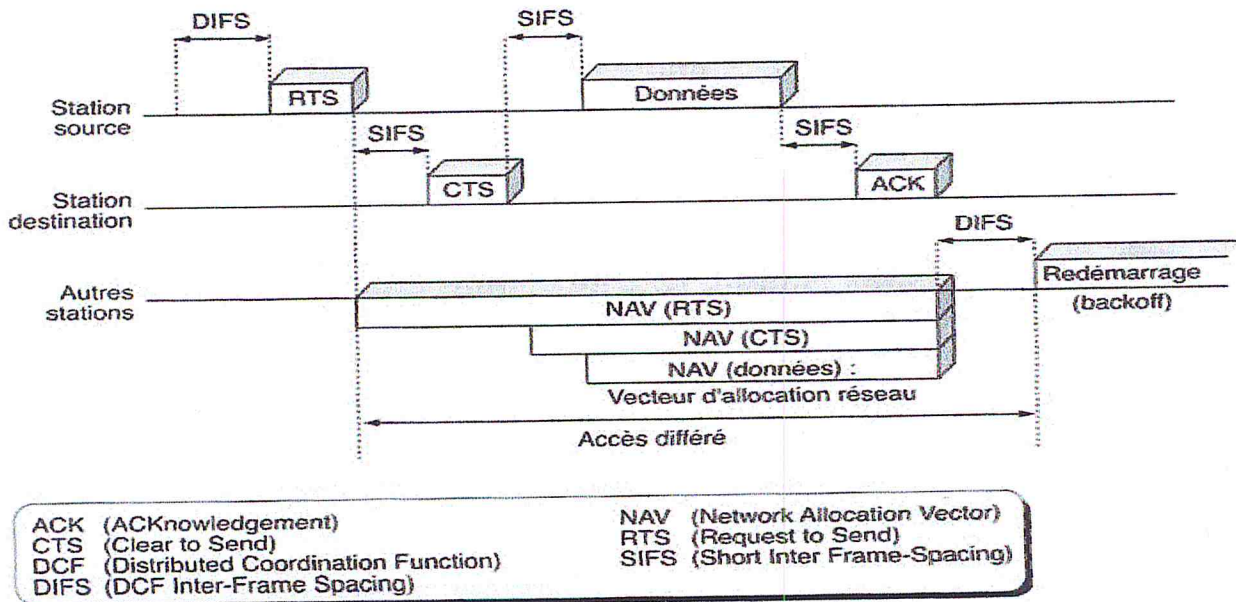 DIFS
SIFS
Station
source
RTS
Données
SIFS
SIFS
Station
destination
CTS
ACK
DIFS
Autres
stations
Redémarrage
(backoff)
NAV (RTS)
NAV (CTS)
NAV (données) :
Vecteur d'allocation réseau
Accès différé
ACK (ACKnowledgement)
CTS (Clear to Send)
DCF (Distributed Coordination Function)
DIFS (DCF Inter-Frame Spacing)
NAV (Network Allocation Vector)
RTS (Request to Send)
SIFS (Short Inter Frame-Spacing)